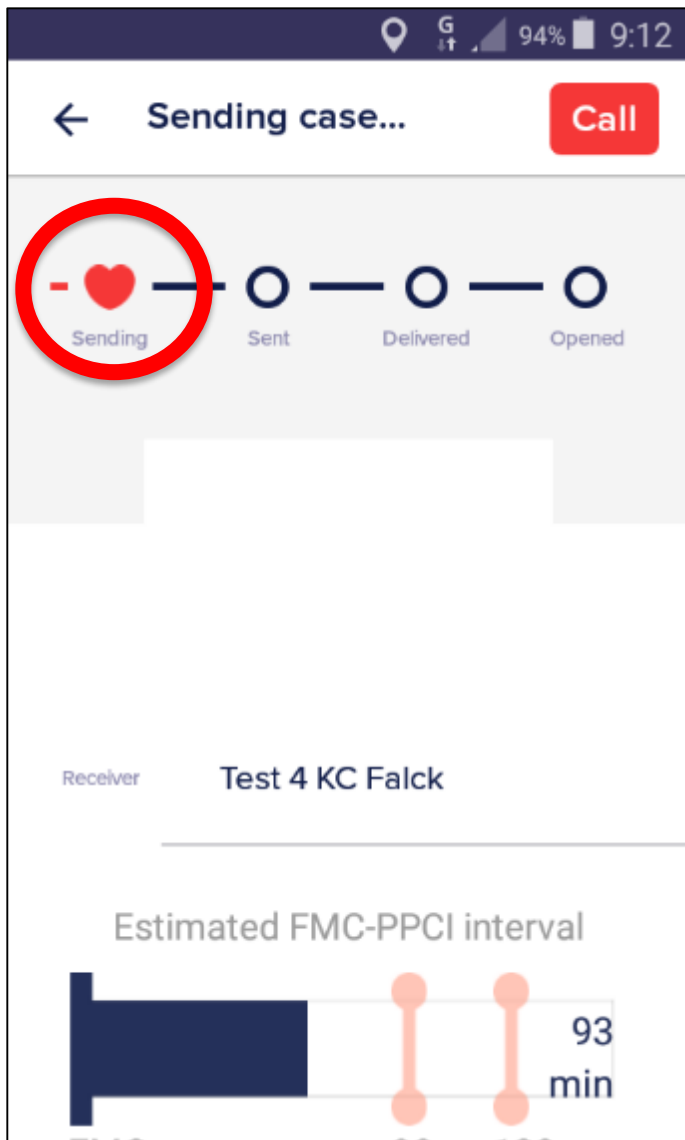 G 94% 9:12
Sending case... Call
Sending Sent Delivered Opened
Receiver Test 4 KC Falck
Estimated FMC-PPCI interval
93
min